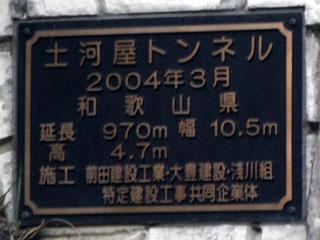 土河屋トンネル
2004年3月
和歌山県
延長 970m 幅 10.5m
高 4.7m
施工 前田建設工業・大豊建設・浅川組
特定建設工事共同企業体